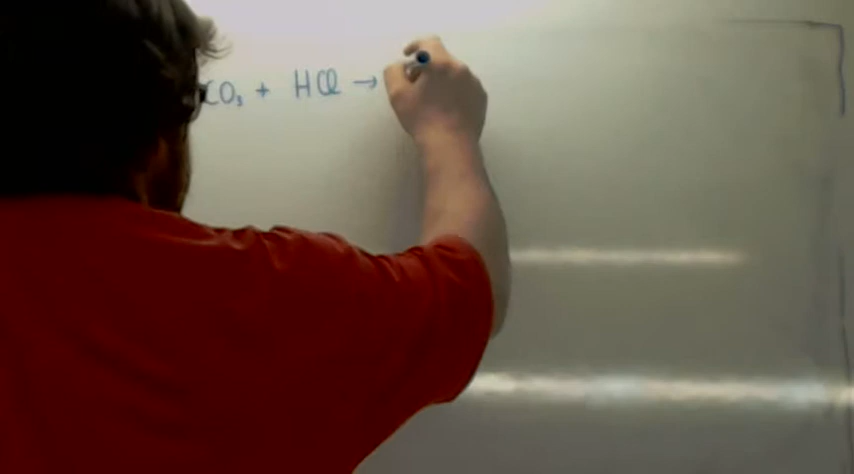 CO₃ + HCl →